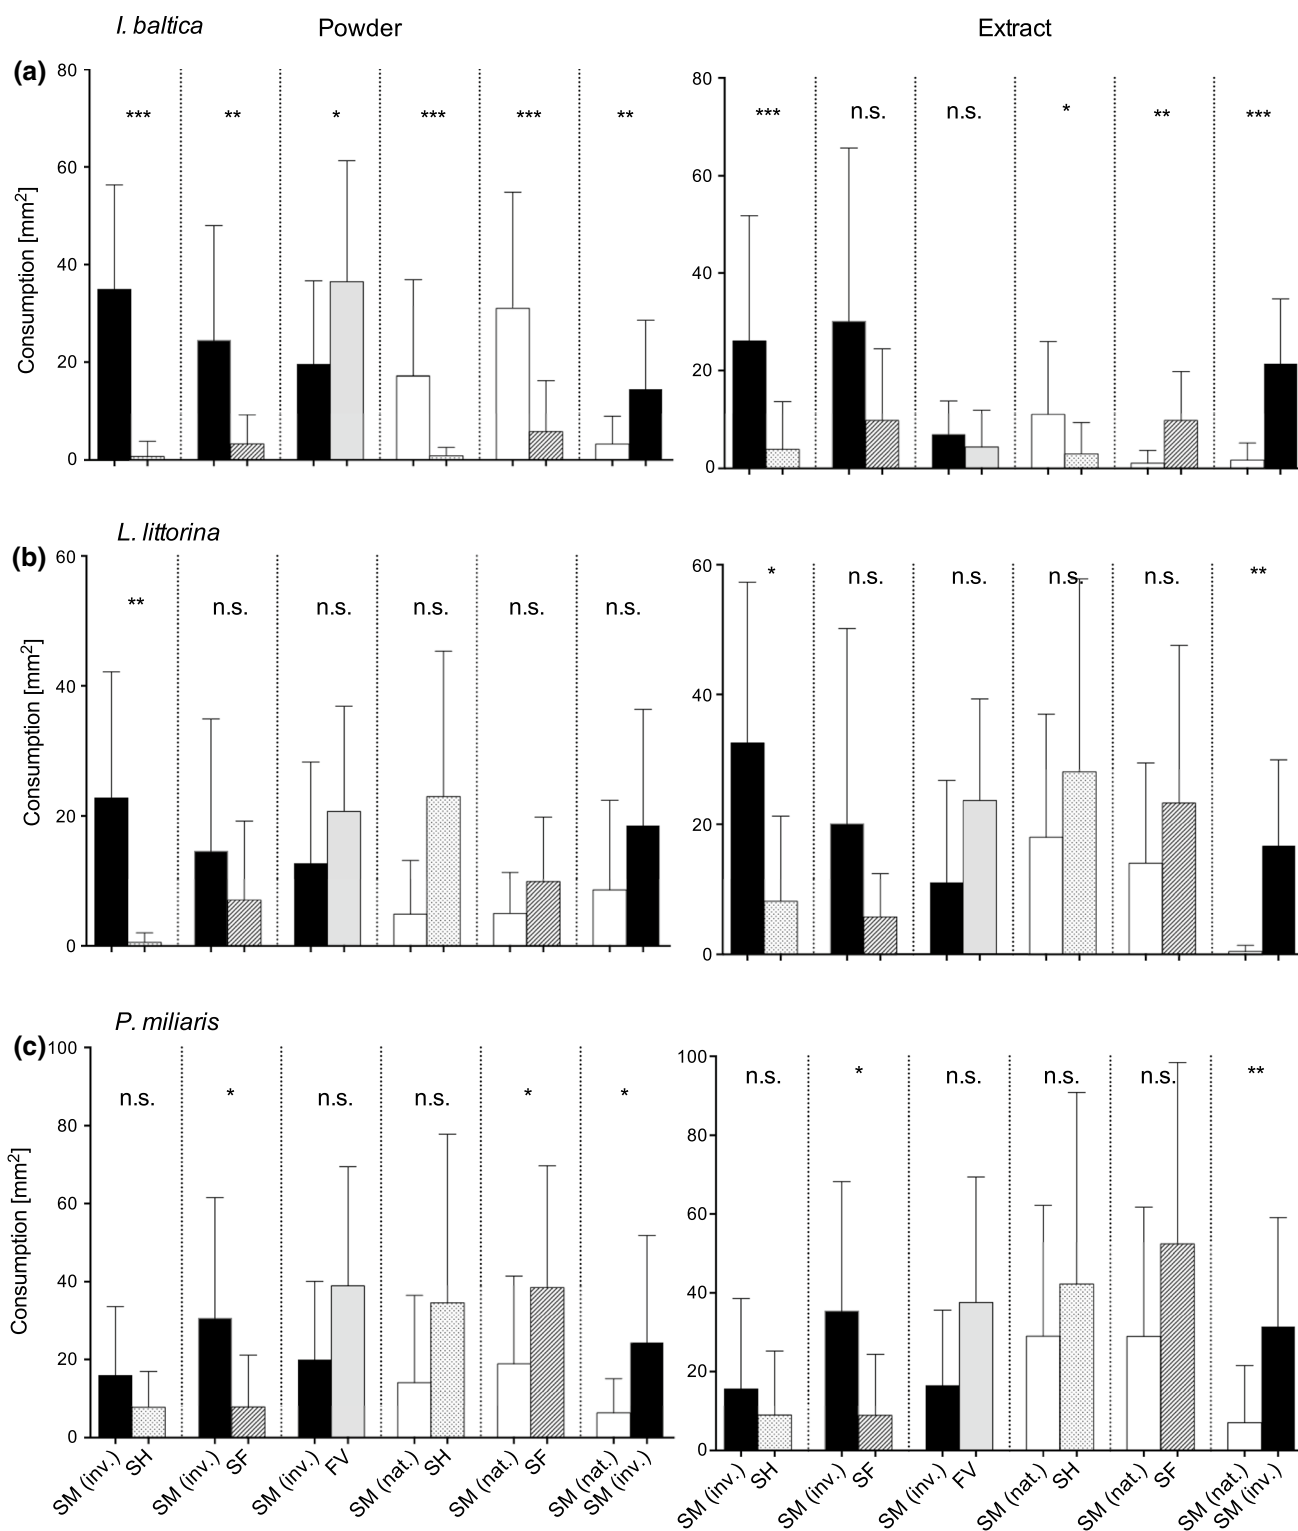 I. baltica Powder Extract
(a)
80 60 40 20 0
Consumption [mm²]
*** ** * *** *** **
80 60 40 20 0
*** n.s. n.s. * ** ***
L. littorina
(b)
60 40 20 0
Consumption [mm²]
** n.s. n.s. n.s. n.s. n.s.
60 40 20 0
* n.s. n.s. n.s. n.s. **
P. miliaris
(c)
100 80 60 40 20 0
Consumption [mm²]
n.s. * n.s. n.s. * *
100 80 60 40 20 0
n.s. * n.s. n.s. n.s. **
SM (inv.) SH SM (inv.) SF SM (inv.) FV SM (nat.) SH SM (nat.) SF SM (nat.) SM (inv.)
SM (inv.) SH SM (inv.) SF SM (inv.) FV SM (nat.) SH SM (nat.) SF SM (nat.) SM (inv.)